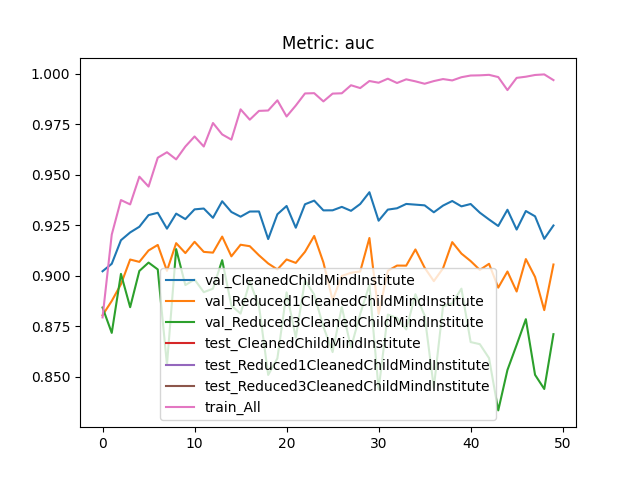 Metric: auc
1.000
0.975
0.950
0.925
0.900
0.875
0.850
val_CleanedChildMindInstitute
val_Reduced1CleanedChildMindInstitute
val_Reduced3CleanedChildMindInstitute
test_CleanedChildMindInstitute
test_Reduced1CleanedChildMindInstitute
test_Reduced3CleanedChildMindInstitute
train_All
0 10 20 30 40 50